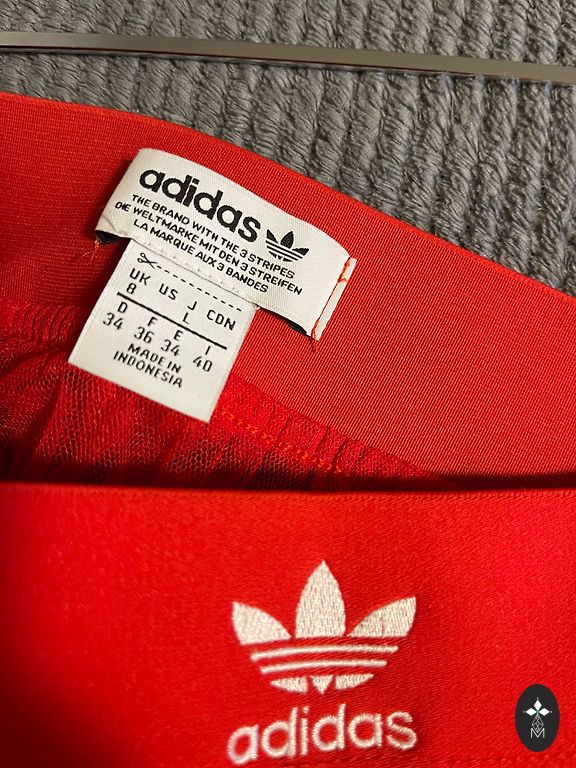 adidas
THE BRAND WITH THE 3 STRIPES
DIE WELTMARKE MIT DEN 3 STREIFEN
LA MARQUE AUX 3 BANDES
UK US J CDN
8 L
D F E I
34 36 34 40
MADE IN
INDONESIA
adidas
M